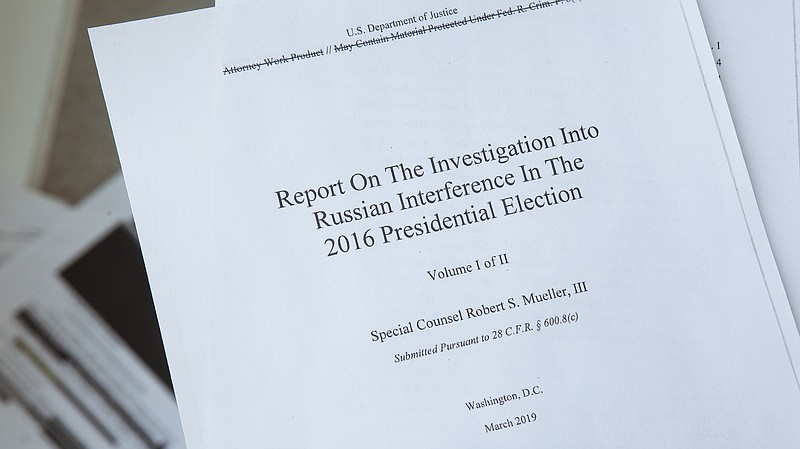 U.S. Department of Justice
Attorney Work Product // May Contain Material Protected Under Fed. R. Crim. P.
Report On The Investigation Into
Russian Interference In The
2016 Presidential Election
Volume I of II
Special Counsel Robert S. Mueller, III
Submitted Pursuant to 28 C.F.R. § 600.8(c)
Washington, D.C.
March 2019